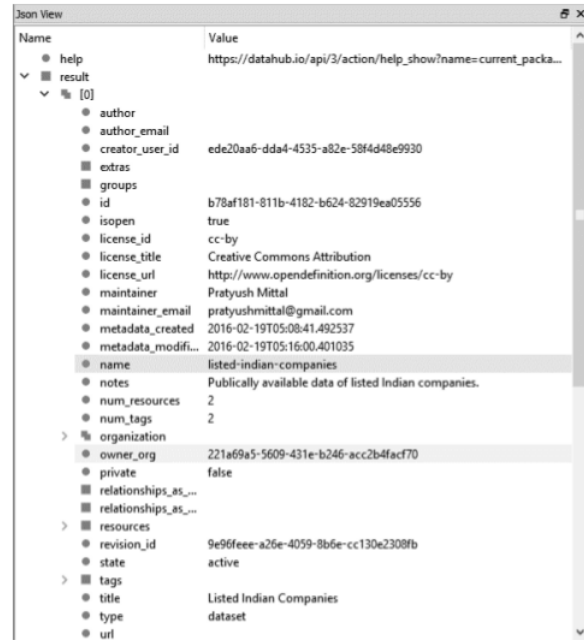 Json View
Name Value
help https://datahub.io/api/3/action/help_show?name=current_packa...
result
[0]
author
author_email
creator_user_id ede20aa6-dda4-4535-a82e-58f4d48e9930
extras
groups
id b78af181-811b-4182-b624-82919ea05556
isopen true
license_id cc-by
license_title Creative Commons Attribution
license_url http://www.opendefinition.org/licenses/cc-by
maintainer Pratyush Mittal
maintainer_email pratyushmittal@gmail.com
metadata_created 2016-02-19T05:08:41.492537
metadata_modifi... 2016-02-19T05:16:00.401035
name listed-indian-companies
notes Publically available data of listed Indian companies.
num_resources 2
num_tags 2
organization
owner_org 221a69a5-5609-431e-b246-acc2b4facf70
private false
relationships_as_...
relationships_as_...
resources
revision_id 9e96feee-a26e-4059-8b6e-cc130e2308fb
state active
tags
title Listed Indian Companies
type dataset
url